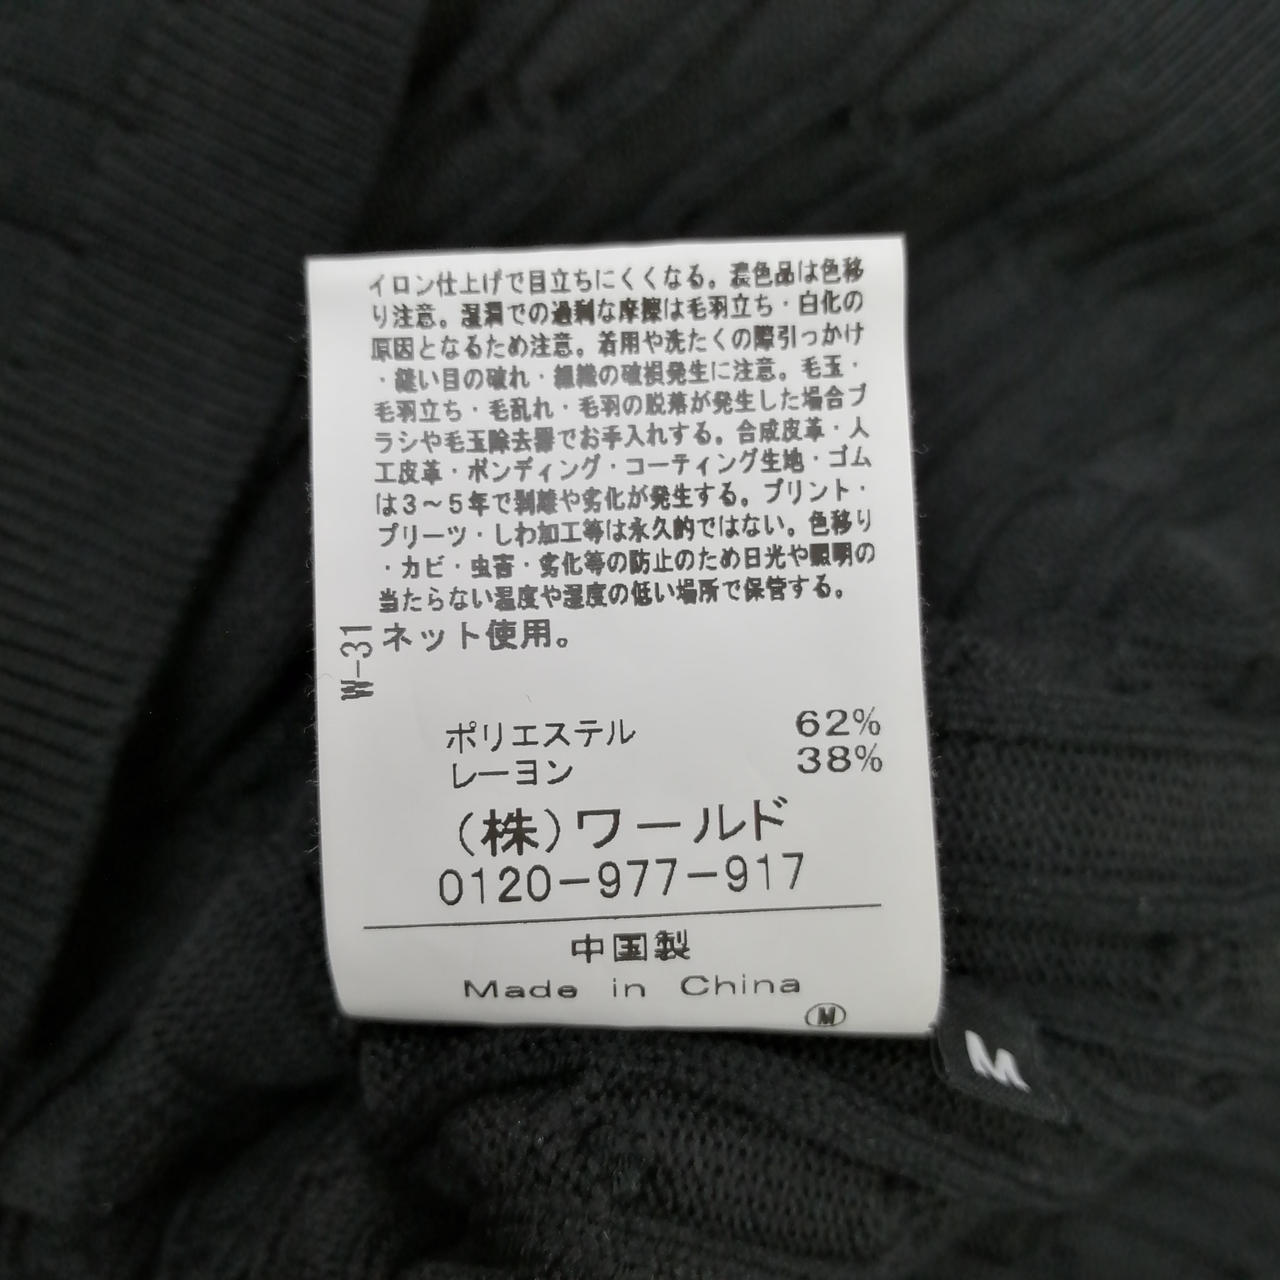 イロン仕上げで目立ちにくくなる。濃色品は色移
り注意。湿潤での過剰な摩擦は毛羽立ち・白化の
原因となるため注意。着用や洗たくの際引っかけ
・縫い目の破れ・組織の破損発生に注意。毛玉・
毛羽立ち・毛乱れ・毛羽の脱落が発生した場合ブ
ラシや毛玉除去器でお手入れする。合成皮革・人
工皮革・ボンディング・コーティング生地・ゴム
は3～5年で剥離や劣化が発生する。プリント・
プリーツ・しわ加工等は永久的ではない。色移り
・カビ・虫害・劣化等の防止のため日光や照明の
当たらない温度や湿度の低い場所で保管する。
ネット使用。
W-31
ポリエステル 62%
レーヨン 38%
(株)ワールド
0120-977-917
中国製
Made in China
Ⓜ
M